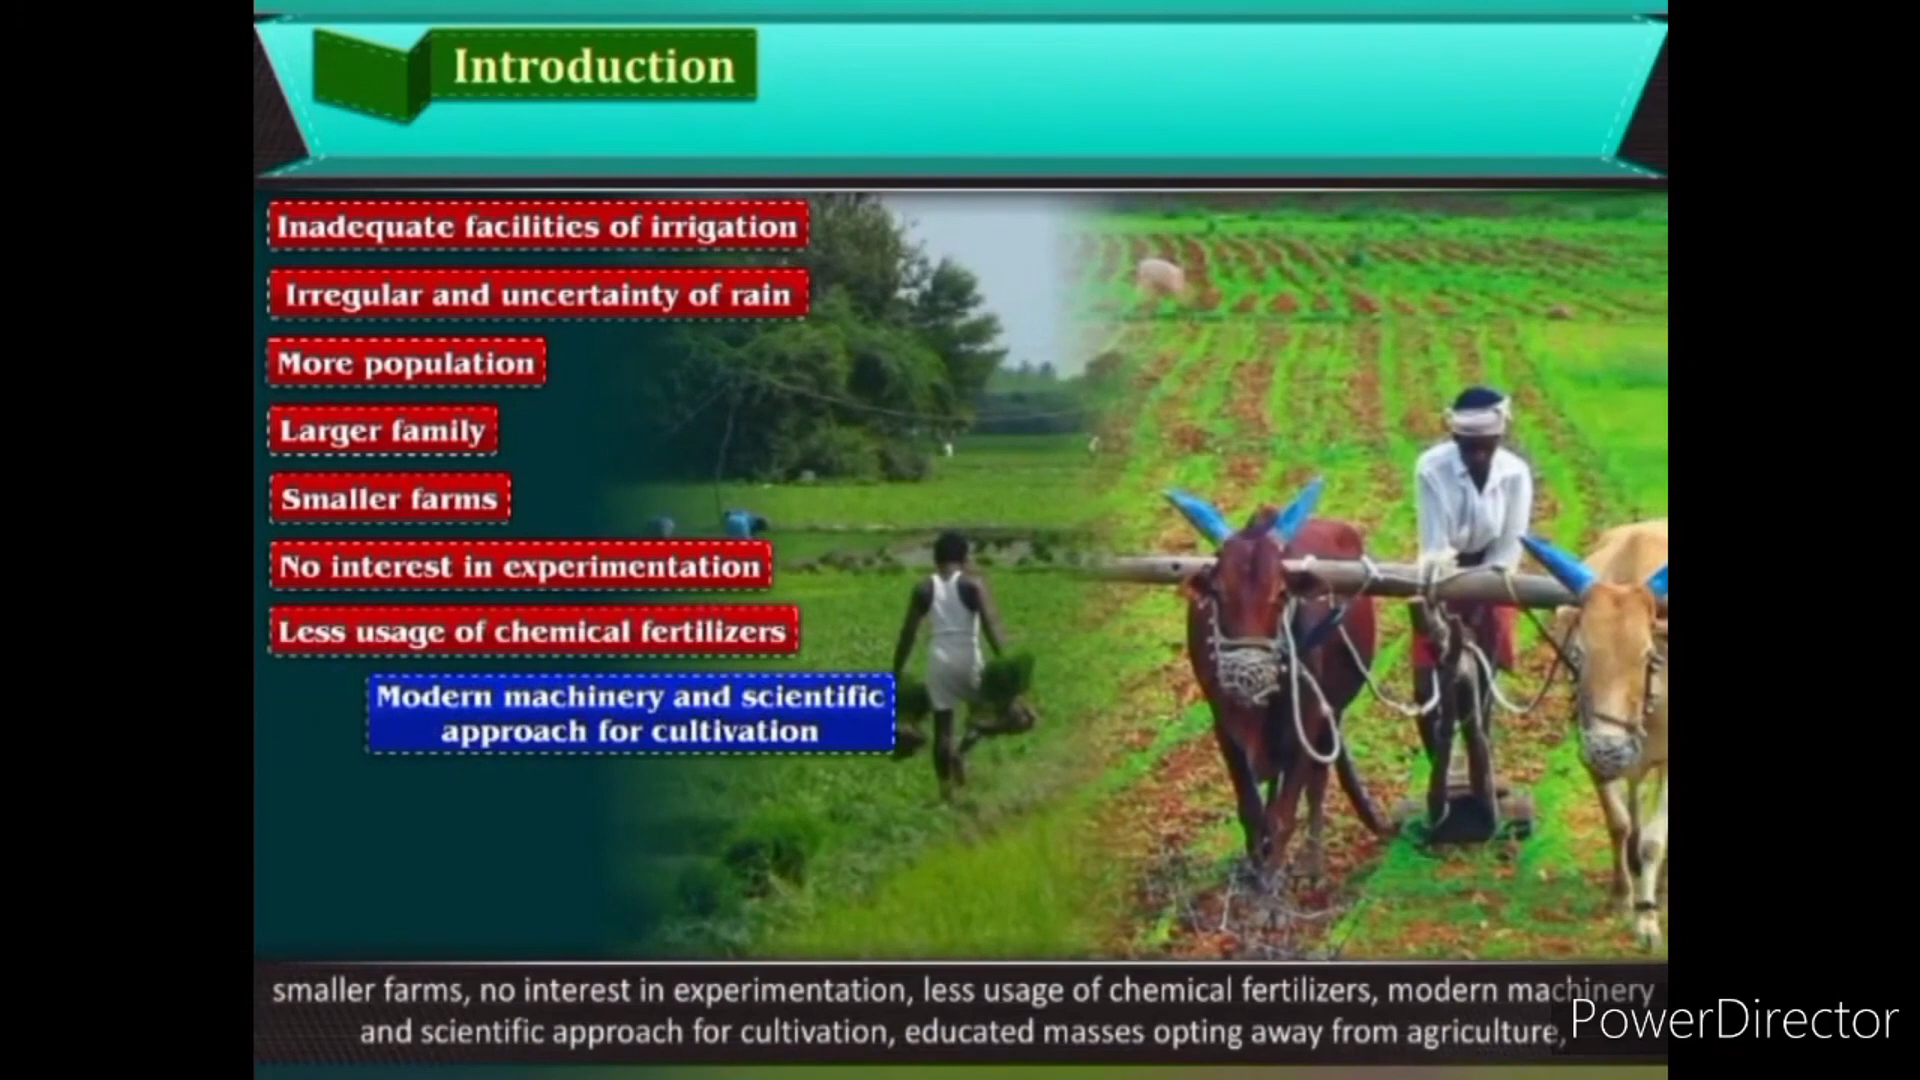 Introduction
Inadequate facilities of irrigation
Irregular and uncertainty of rain
More population
Larger family
Smaller farms
No interest in experimentation
Less usage of chemical fertilizers
Modern machinery and scientific
approach for cultivation
smaller farms, no interest in experimentation, less usage of chemical fertilizers, modern machinery
and scientific approach for cultivation, educated masses opting away from agriculture,
PowerDirector